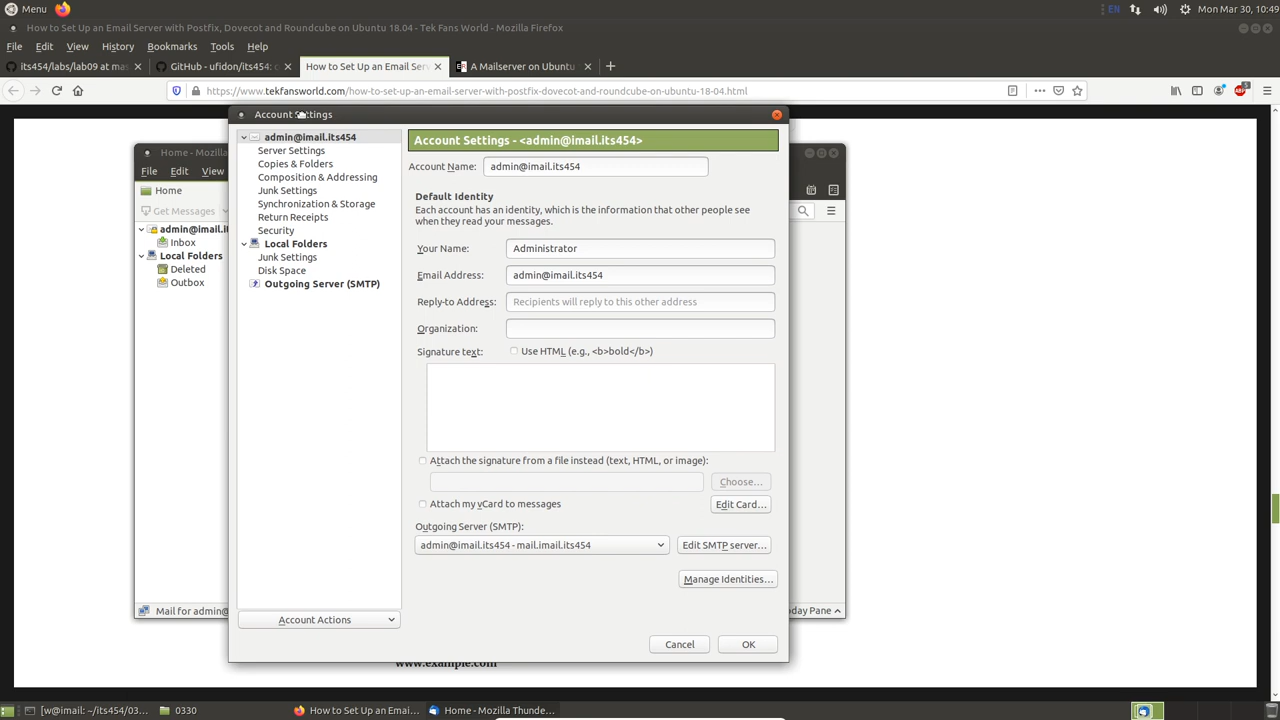 Menu
EN
Mon Mar 30, 10:49
How to Set Up an Email Server with Postfix, Dovecot and Roundcube on Ubuntu 18.04 - Tek Fans World - Mozilla Firefox
File Edit View History Bookmarks Tools Help
its454/labs/lab09 at mas
GitHub - ufidon/its454: c
How to Set Up an Email Serv
A Mailserver on Ubuntu
https://www.tekfansworld.com/how-to-set-up-an-email-server-with-postfix-dovecot-and-roundcube-on-ubuntu-18-04.html
Home - Mozilla
File Edit View
Home
Get Messages
admin@imail.it
Inbox
Local Folders
Deleted
Outbox
Mail for admin@
oday Pane
Account Settings
admin@imail.its454
Server Settings
Copies & Folders
Composition & Addressing
Junk Settings
Synchronization & Storage
Return Receipts
Security
Local Folders
Junk Settings
Disk Space
Outgoing Server (SMTP)
Account Actions
Account Settings - <admin@imail.its454>
Account Name: admin@imail.its454
Default Identity
Each account has an identity, which is the information that other people see
when they read your messages.
Your Name: Administrator
Email Address: admin@imail.its454
Reply-to Address: Recipients will reply to this other address
Organization:
Signature text: Use HTML (e.g., <b>bold</b>)
Attach the signature from a file instead (text, HTML, or image):
Choose...
Attach my vCard to messages
Edit Card...
Outgoing Server (SMTP):
admin@imail.its454 - mail.imail.its454
Edit SMTP server...
Manage Identities...
Cancel OK
www.example.com
[w@imail: ~/its454/03...
0330
How to Set Up an Emai...
Home - Mozilla Thunde...